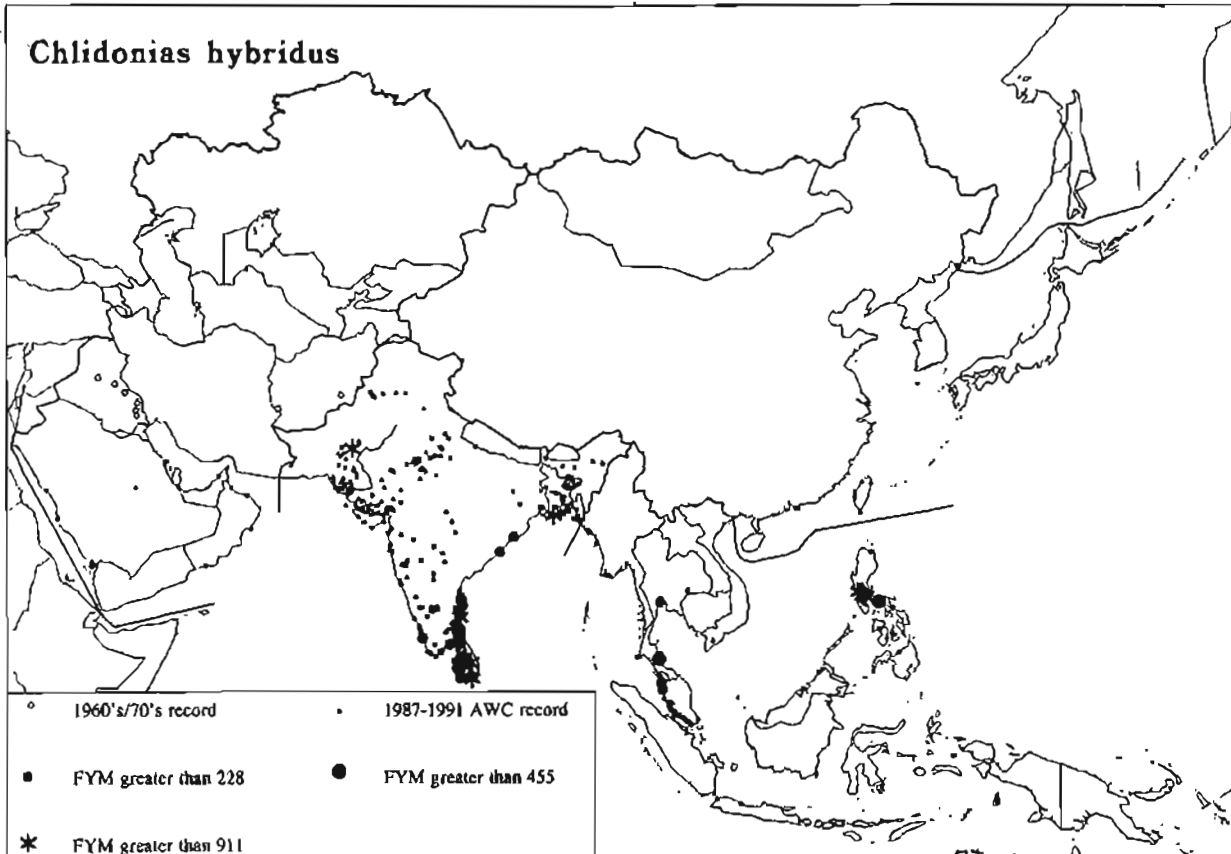 Chlidonias hybridus
1960's/70's record
1987-1991 AWC record
FYM greater than 228
FYM greater than 455
FYM greater than 911